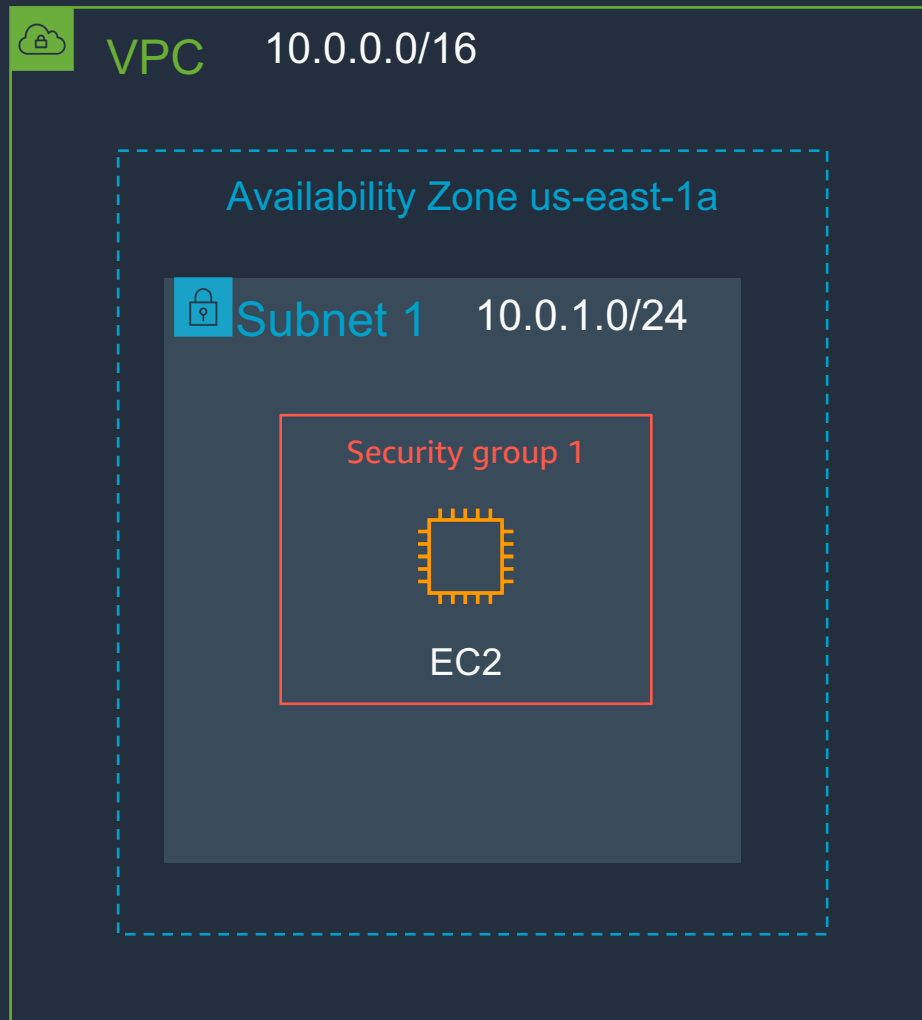 VPC 10.0.0.0/16
Availability Zone us-east-1a
Subnet 1 10.0.1.0/24
Security group 1
EC2